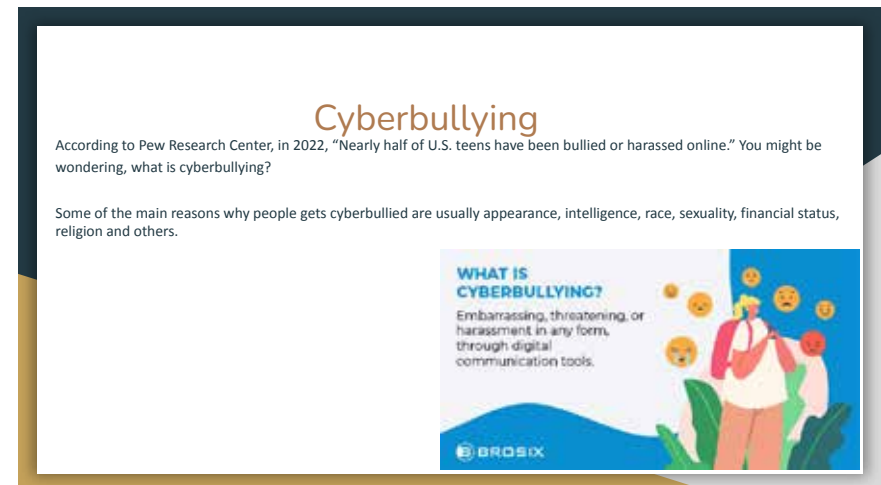 Cyberbullying
According to Pew Research Center, in 2022, “Nearly half of U.S. teens have been bullied or harassed online.” You might be
wondering, what is cyberbullying?
Some of the main reasons why people gets cyberbullied are usually appearance, intelligence, race, sexuality, financial status,
religion and others.
WHAT IS
CYBERBULLYING?
Embarrassing, threatening, or
harassment in any form,
through digital
communication tools.
BROSIX